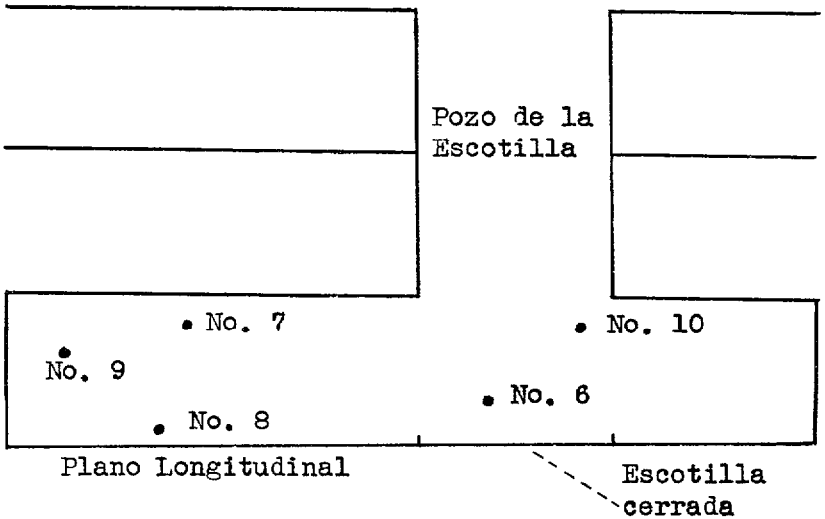 Pozo de la
Escotilla
No. 7
No. 10
No. 9
No. 6
No. 8
Plano Longitudinal
Escotilla
cerrada